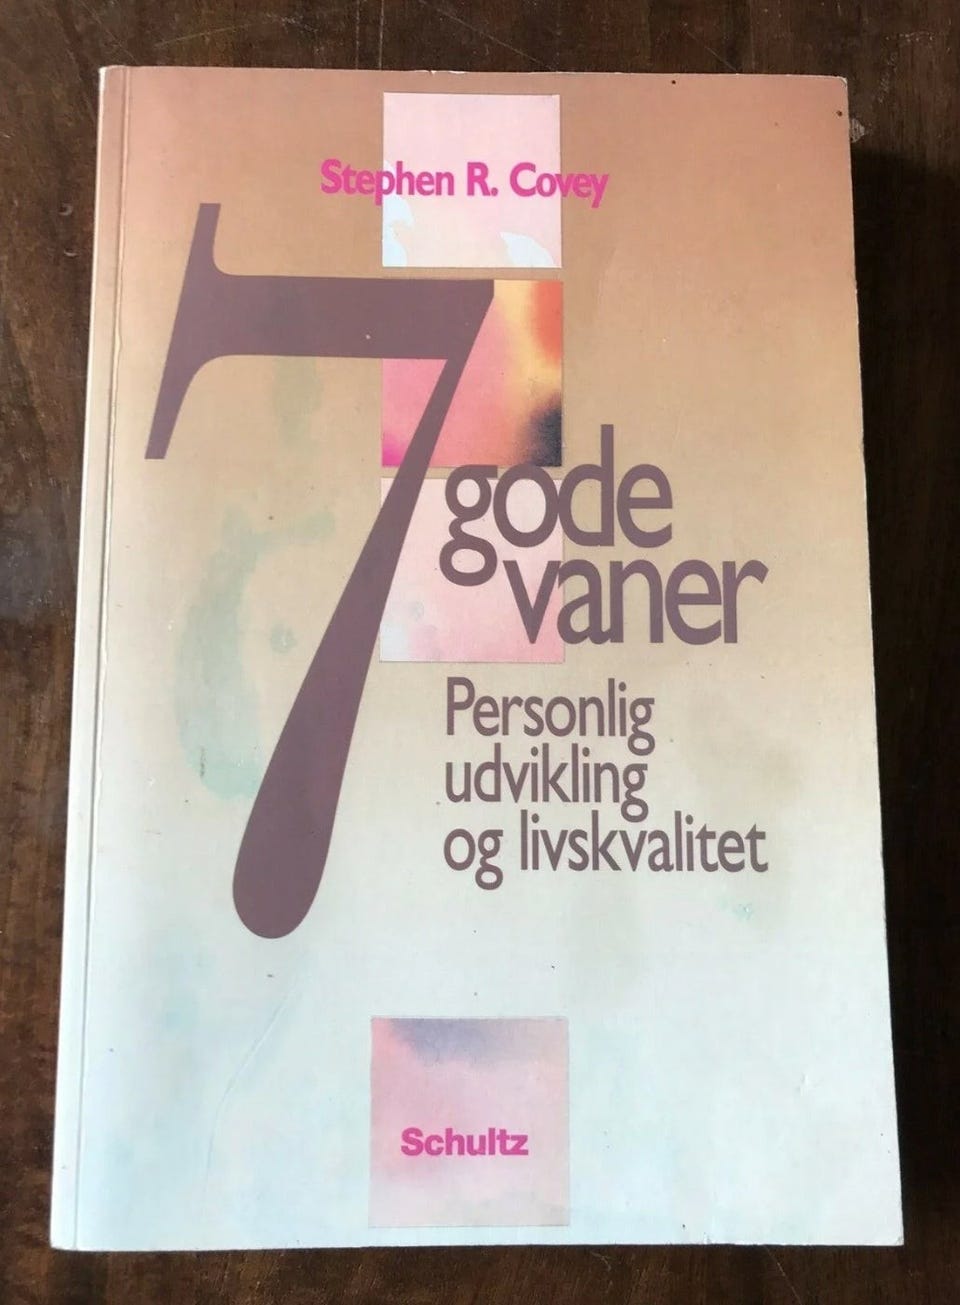 Stephen R. Covey
7 gode
vaner
Personlig
udvikling
og livskvalitet
Schultz